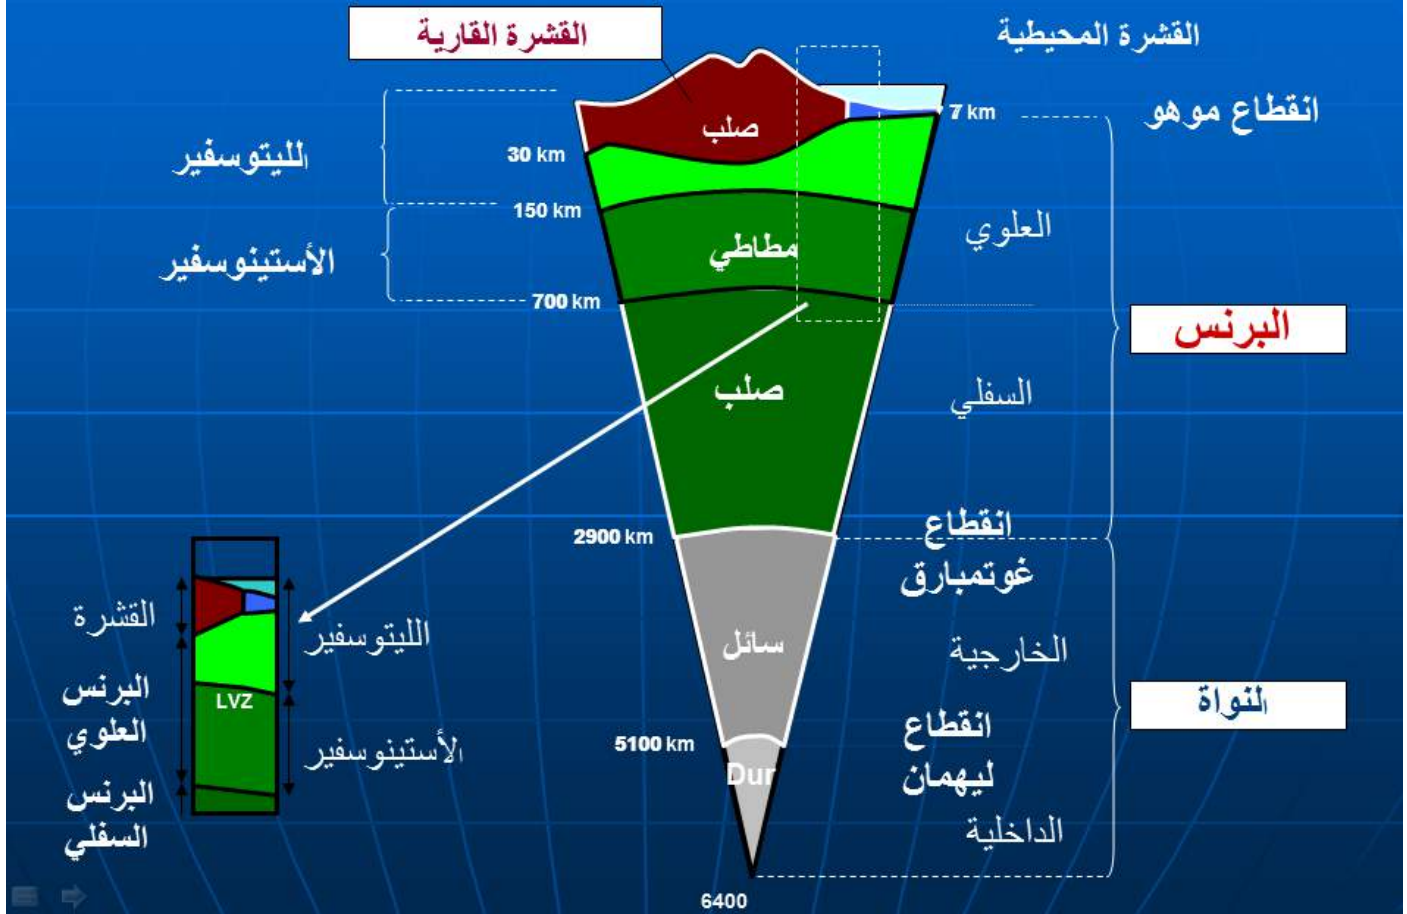 القشرة القارية
القشرة المحيطية
7 km
انقطاع موهو
صلب
30 km
الليتوسفير
150 km
العلوي
مطاطي
الأستينوسفير
700 km
البرنس
صلب
السفلي
انقطاع
غوتمبارق
2900 km
سائل
الخارجية
النواة
انقطاع
ليهمان
5100 km
Dur
الداخلية
6400
القشرة
الليتوسفير
البرنس
العلوي
LVZ
الأستينوسفير
البرنس
السفلي